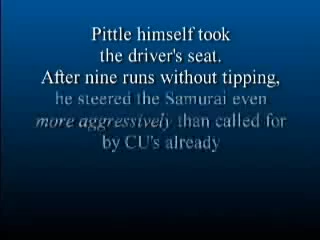 Pittle himself took
the driver's seat.
After nine runs without tipping,
he steered the Samurai even
more aggressively than called for
by CU's already